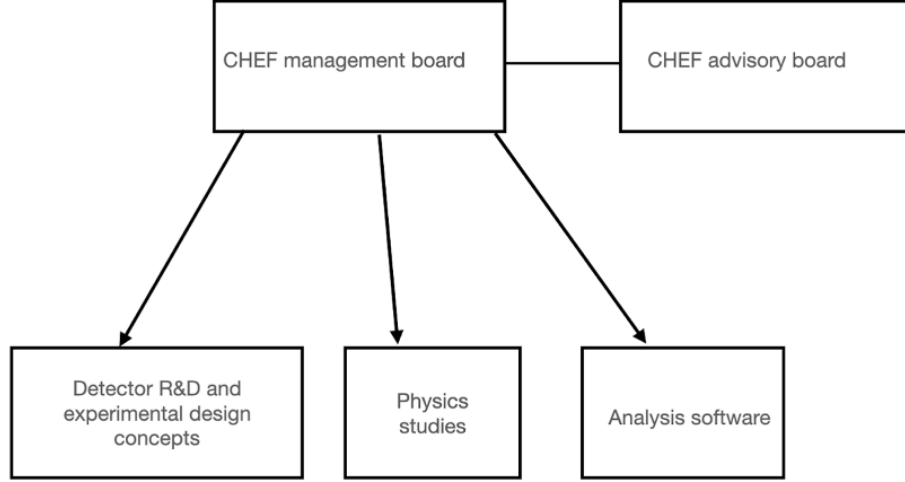 CHEF management board
CHEF advisory board
Detector R&D and
experimental design
concepts
Physics
studies
Analysis software